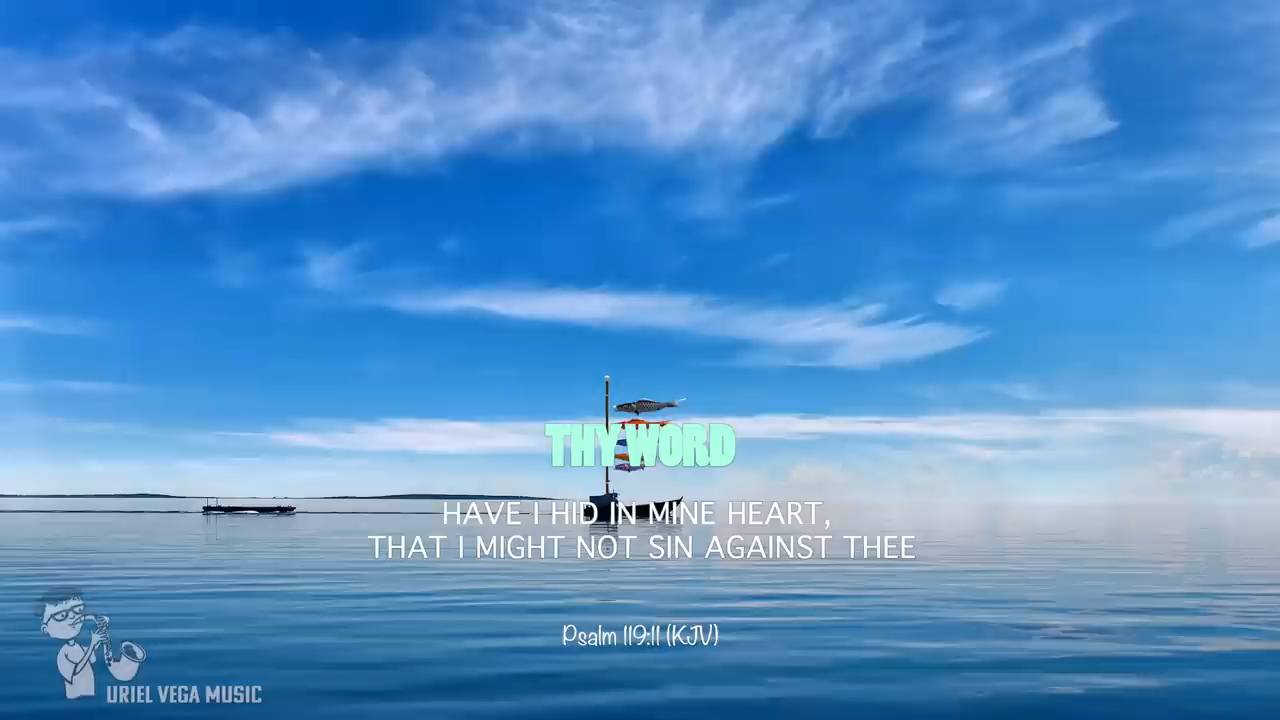 THY WORD
HAVE I HID IN MINE HEART,
THAT I MIGHT NOT SIN AGAINST THEE
Psalm 119:11 (KJV)
URIEL VEGA MUSIC